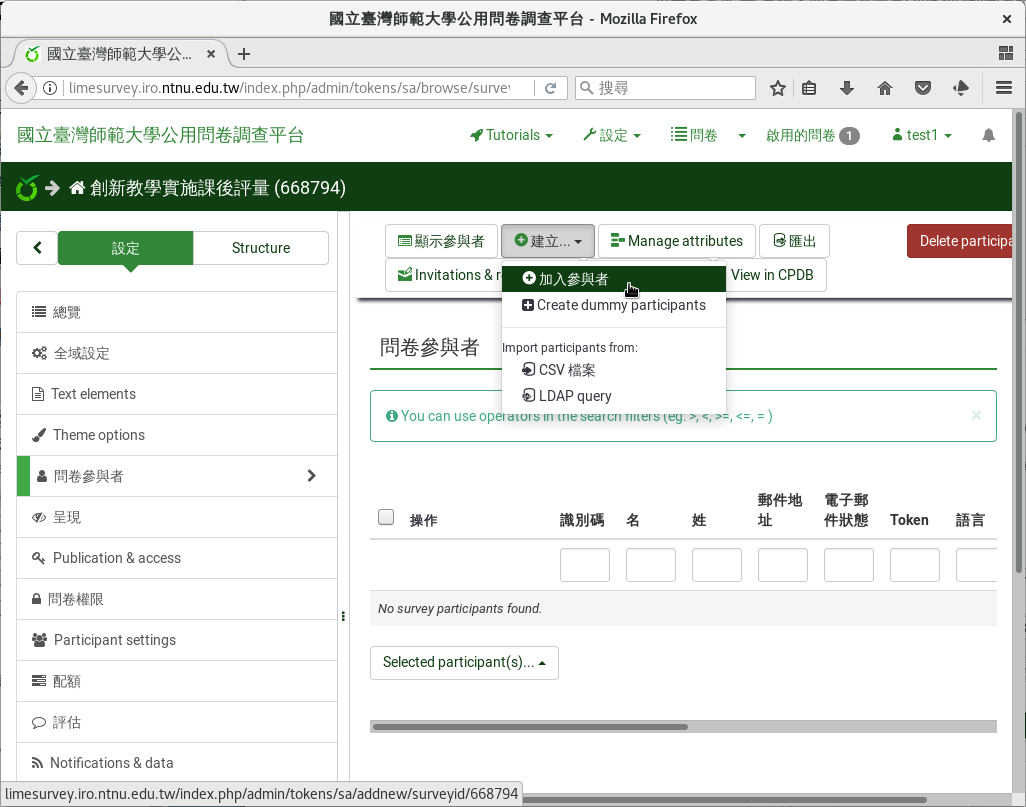 國立臺灣師範大學公用問卷調查平台 - Mozilla Firefox
國立臺灣師範大學公...
limesurvey.iro.ntnu.edu.tw/index.php/admin/tokens/sa/browse/surve
搜尋
國立臺灣師範大學公用問卷調查平台
Tutorials
設定
問卷
啟用的問卷 1
test1
創新教學實施課後評量 (668794)
設定
Structure
總覽
全域設定
Text elements
Theme options
問卷參與者
呈現
Publication & access
問卷權限
Participant settings
配額
評估
Notifications & data
顯示參與者
建立...
Manage attributes
匯出
Delete participa
Invitations & r
View in CPDB
加入參與者
Create dummy participants
Import participants from:
CSV 檔案
LDAP query
問卷參與者
You can use operators in the search filters (eg: >, <, >=, <=, = )
操作
識別碼
名
姓
郵件地
址
電子郵
件狀態
Token
語言
No survey participants found.
Selected participant(s)...
limesurvey.iro.ntnu.edu.tw/index.php/admin/tokens/sa/addnew/surveyid/668794